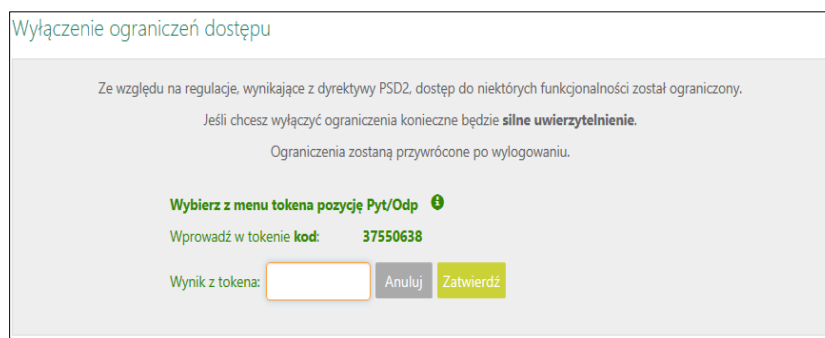 Wyłączenie ograniczeń dostępu
Ze względu na regulacje, wynikające z dyrektywy PSD2, dostęp do niektórych funkcjonalności został ograniczony.
Jeśli chcesz wyłączyć ograniczenia konieczne będzie silne uwierzytelnienie.
Ograniczenia zostaną przywrócone po wylogowaniu.
Wybierz z menu tokena pozycję Pyt/Odp
Wprowadź w tokenie kod: 37550638
Wynik z tokena: Anuluj Zatwierdź